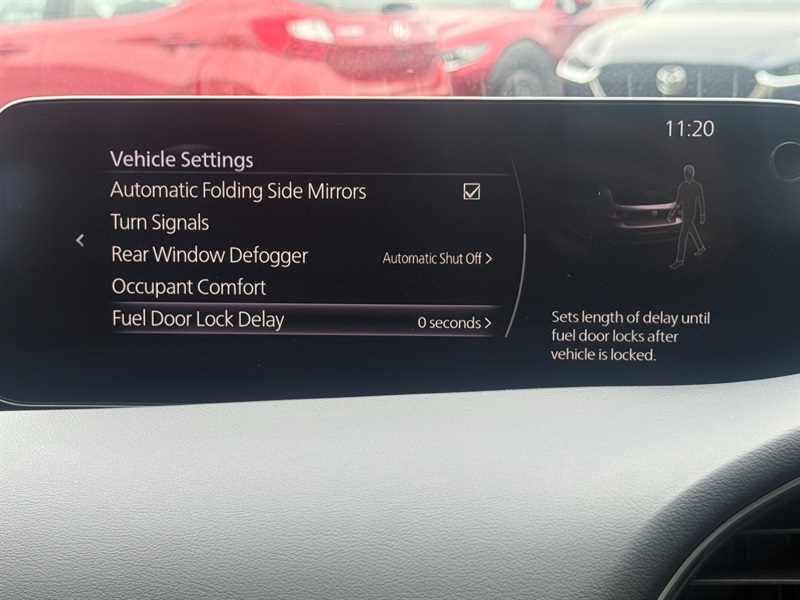 11:20
Vehicle Settings
Automatic Folding Side Mirrors
Turn Signals
Rear Window Defogger Automatic Shut Off >
Occupant Comfort
Fuel Door Lock Delay 0 seconds >
Sets length of delay until
fuel door locks after
vehicle is locked.